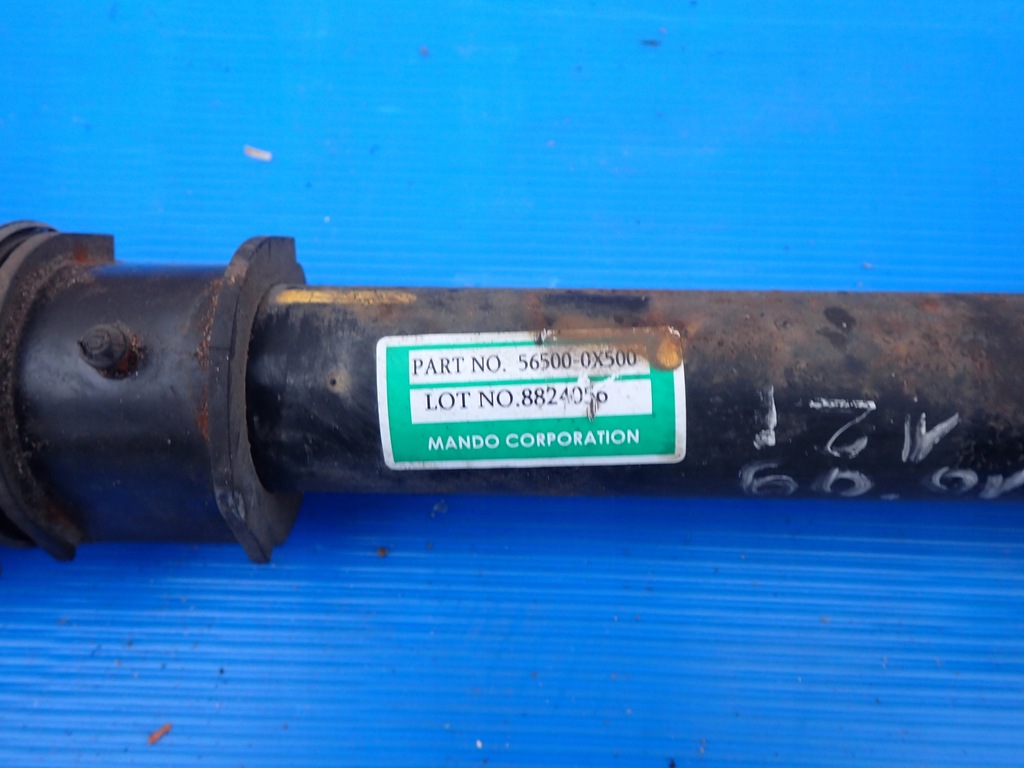 PART NO. 56500-0X500
LOT NO.8824056
MANDO CORPORATION